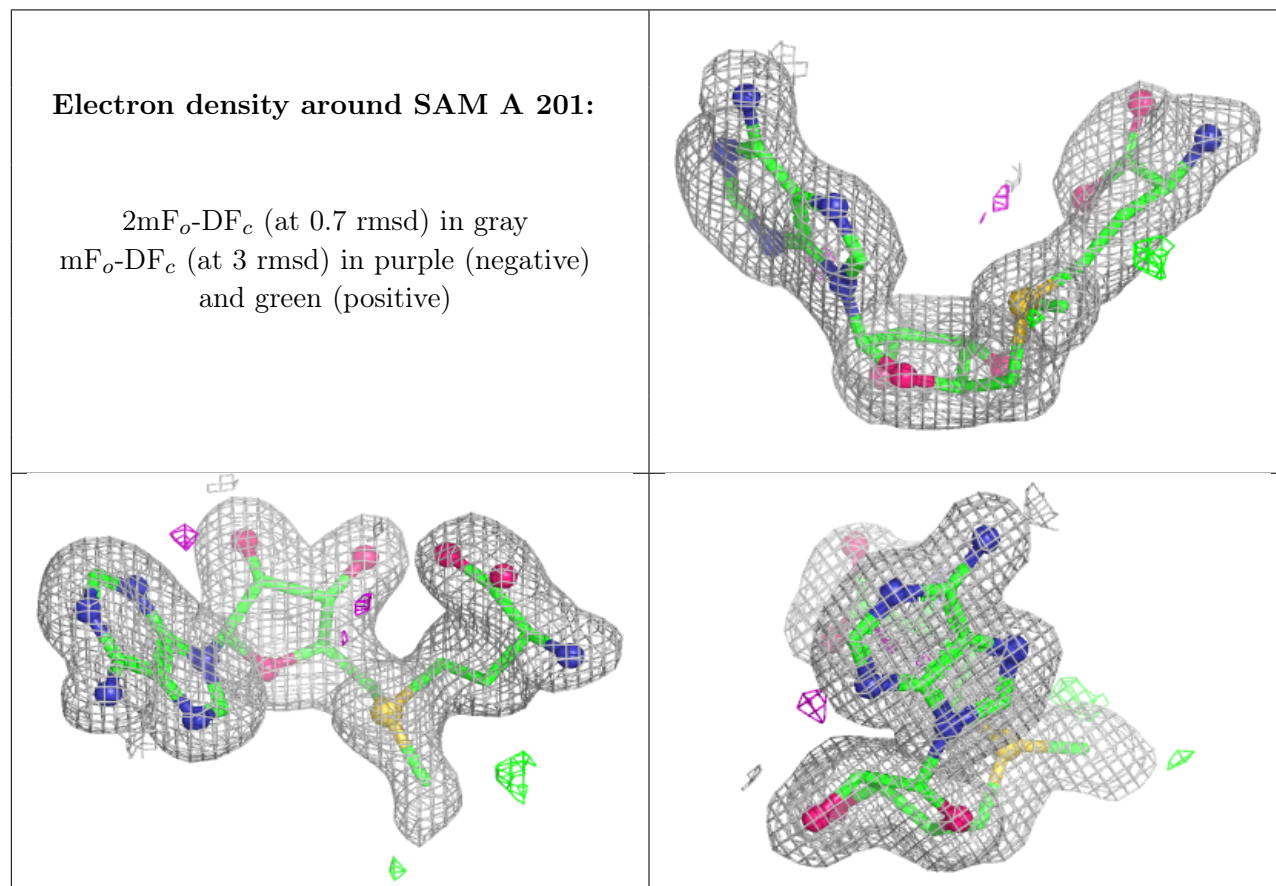 Electron density around SAM A 201:
2mFo-DFc (at 0.7 rmsd) in gray
mFo-DFc (at 3 rmsd) in purple (negative)
and green (positive)